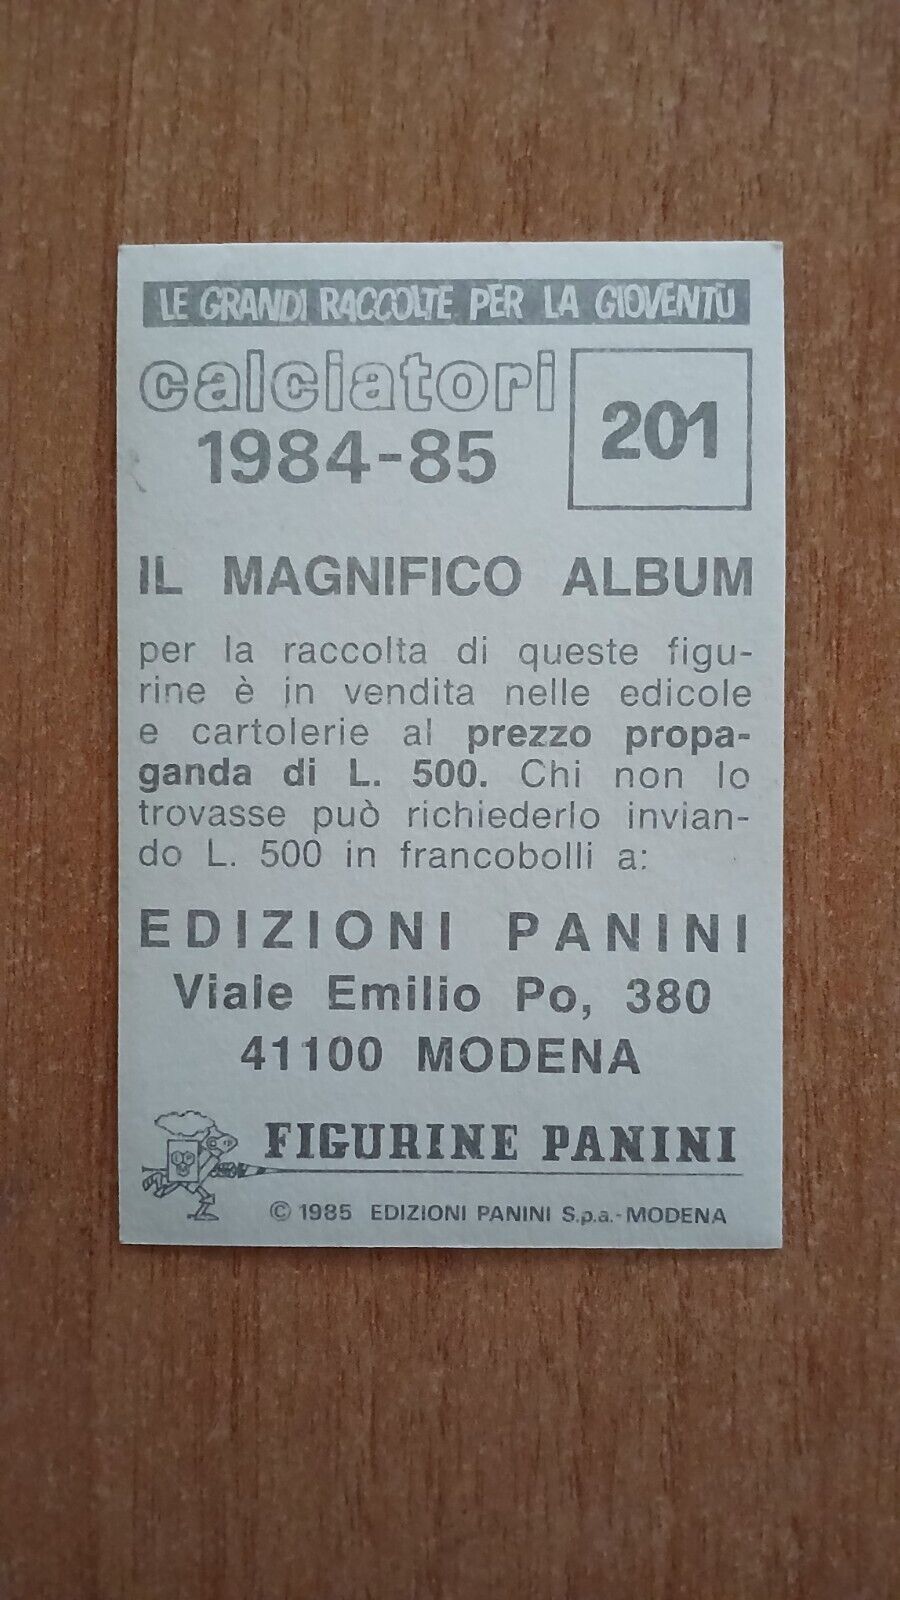 LE GRANDI RACCOLTE PER LA GIOVENTÙ
calciatori
1984-85
201
IL MAGNIFICO ALBUM
per la raccolta di queste figu-
rine è in vendita nelle edicole
e cartolerie al prezzo propa-
ganda di L. 500. Chi non lo
trovasse può richiederlo invian-
do L. 500 in francobolli a:
EDIZIONI PANINI
Viale Emilio Po, 380
41100 MODENA
FIGURINE PANINI
© 1985 EDIZIONI PANINI S.p.a.-MODENA